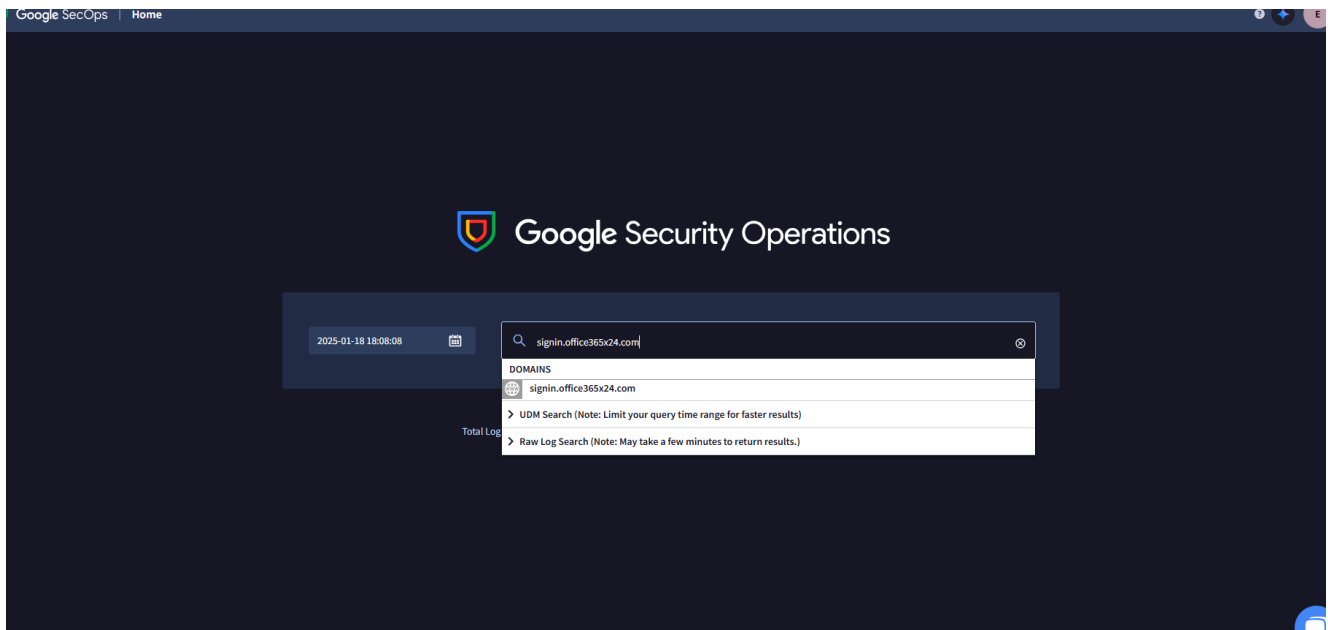 Google SecOps | Home
E
Google Security Operations
2025-01-18 18:08:08
signin.office365x24.com
DOMAINS
signin.office365x24.com
UDM Search (Note: Limit your query time range for faster results)
Total Log
Raw Log Search (Note: May take a few minutes to return results.)